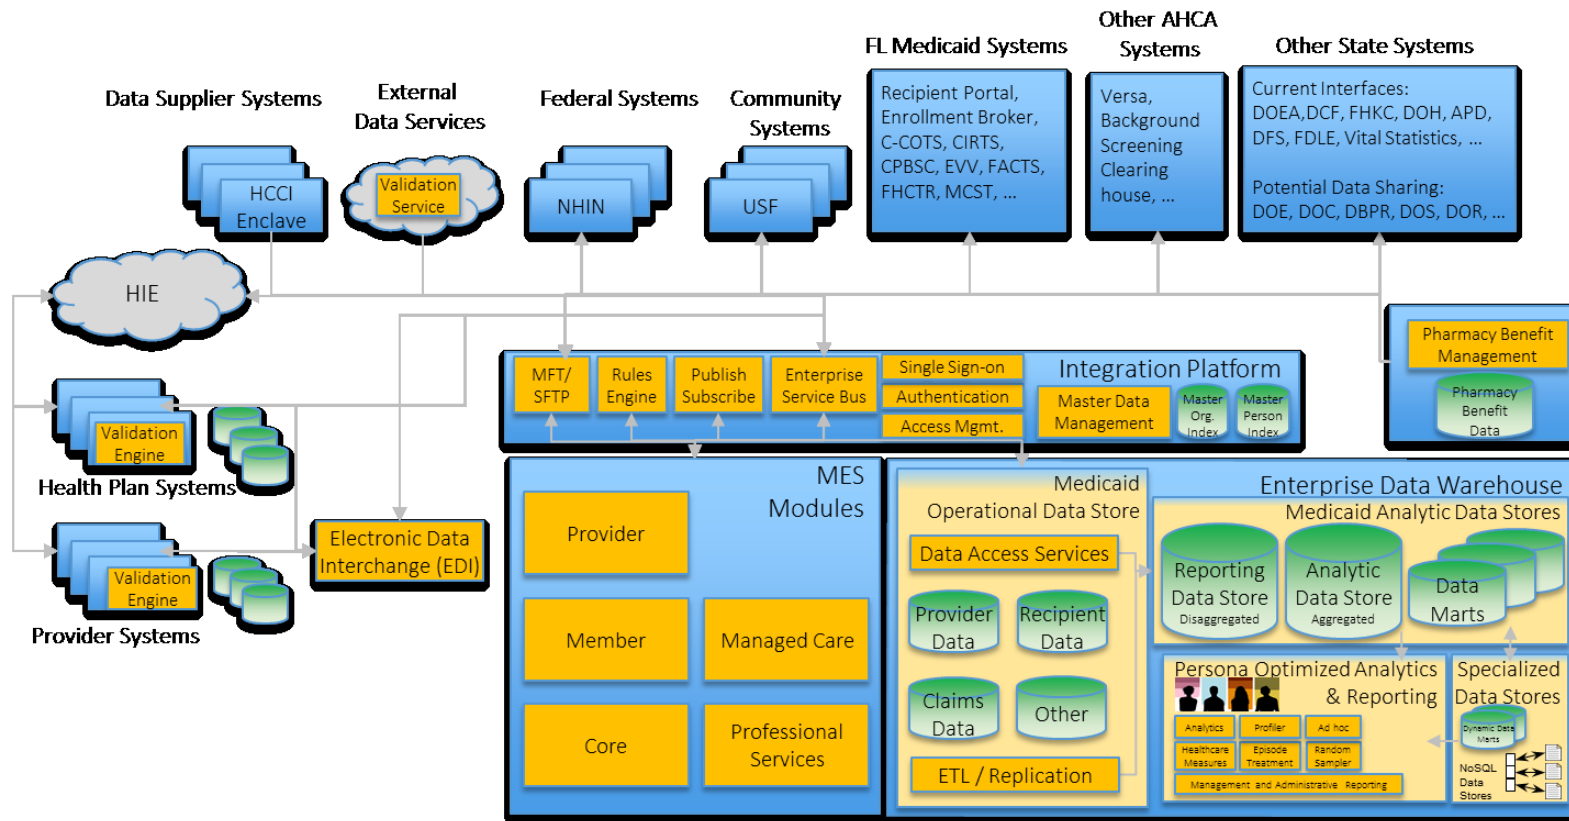 Other AHCA
Systems
FL Medicaid Systems
Other State Systems
Data Supplier Systems
External
Data Services
Federal Systems
Community
Systems
HCCI
Enclave
Validation
Service
NHIN
USF
Recipient Portal,
Enrollment Broker,
C-COTS, CIRTS,
CPBSC, EVV, FACTS,
FHCTR, MCST, ...
Versa,
Background
Screening
Clearing
house, ...
Current Interfaces:
DOEA,DCF, FHKC, DOH, APD,
DFS, FDLE, Vital Statistics, ...
Potential Data Sharing:
DOE, DOC, DBPR, DOS, DOR, ...
HIE
Validation
Engine
Health Plan Systems
Validation
Engine
Provider Systems
Electronic Data
Interchange (EDI)
MFT/
SFTP
Rules
Engine
Publish
Subscribe
Enterprise
Service Bus
Single Sign-on
Authentication
Access Mgmt.
Integration Platform
Master Data
Management
Master
Org.
Index
Master
Person
Index
Pharmacy Benefit
Management
Pharmacy
Benefit
Data
MES
Modules
Provider
Member
Managed Care
Core
Professional
Services
Medicaid
Operational Data Store
Data Access Services
Provider
Data
Recipient
Data
Claims
Data
Other
ETL / Replication
Enterprise Data Warehouse
Medicaid Analytic Data Stores
Reporting
Data Store
Disaggregated
Analytic
Data Store
Aggregated
Data
Marts
Persona Optimized Analytics
& Reporting
Analytics
Profiler
Ad hoc
Healthcare
Measures
Episode
Treatment
Random
Sampler
Management and Administrative Reporting
Specialized
Data Stores
Dynamic Data
Marts
NoSQL
Data
Stores